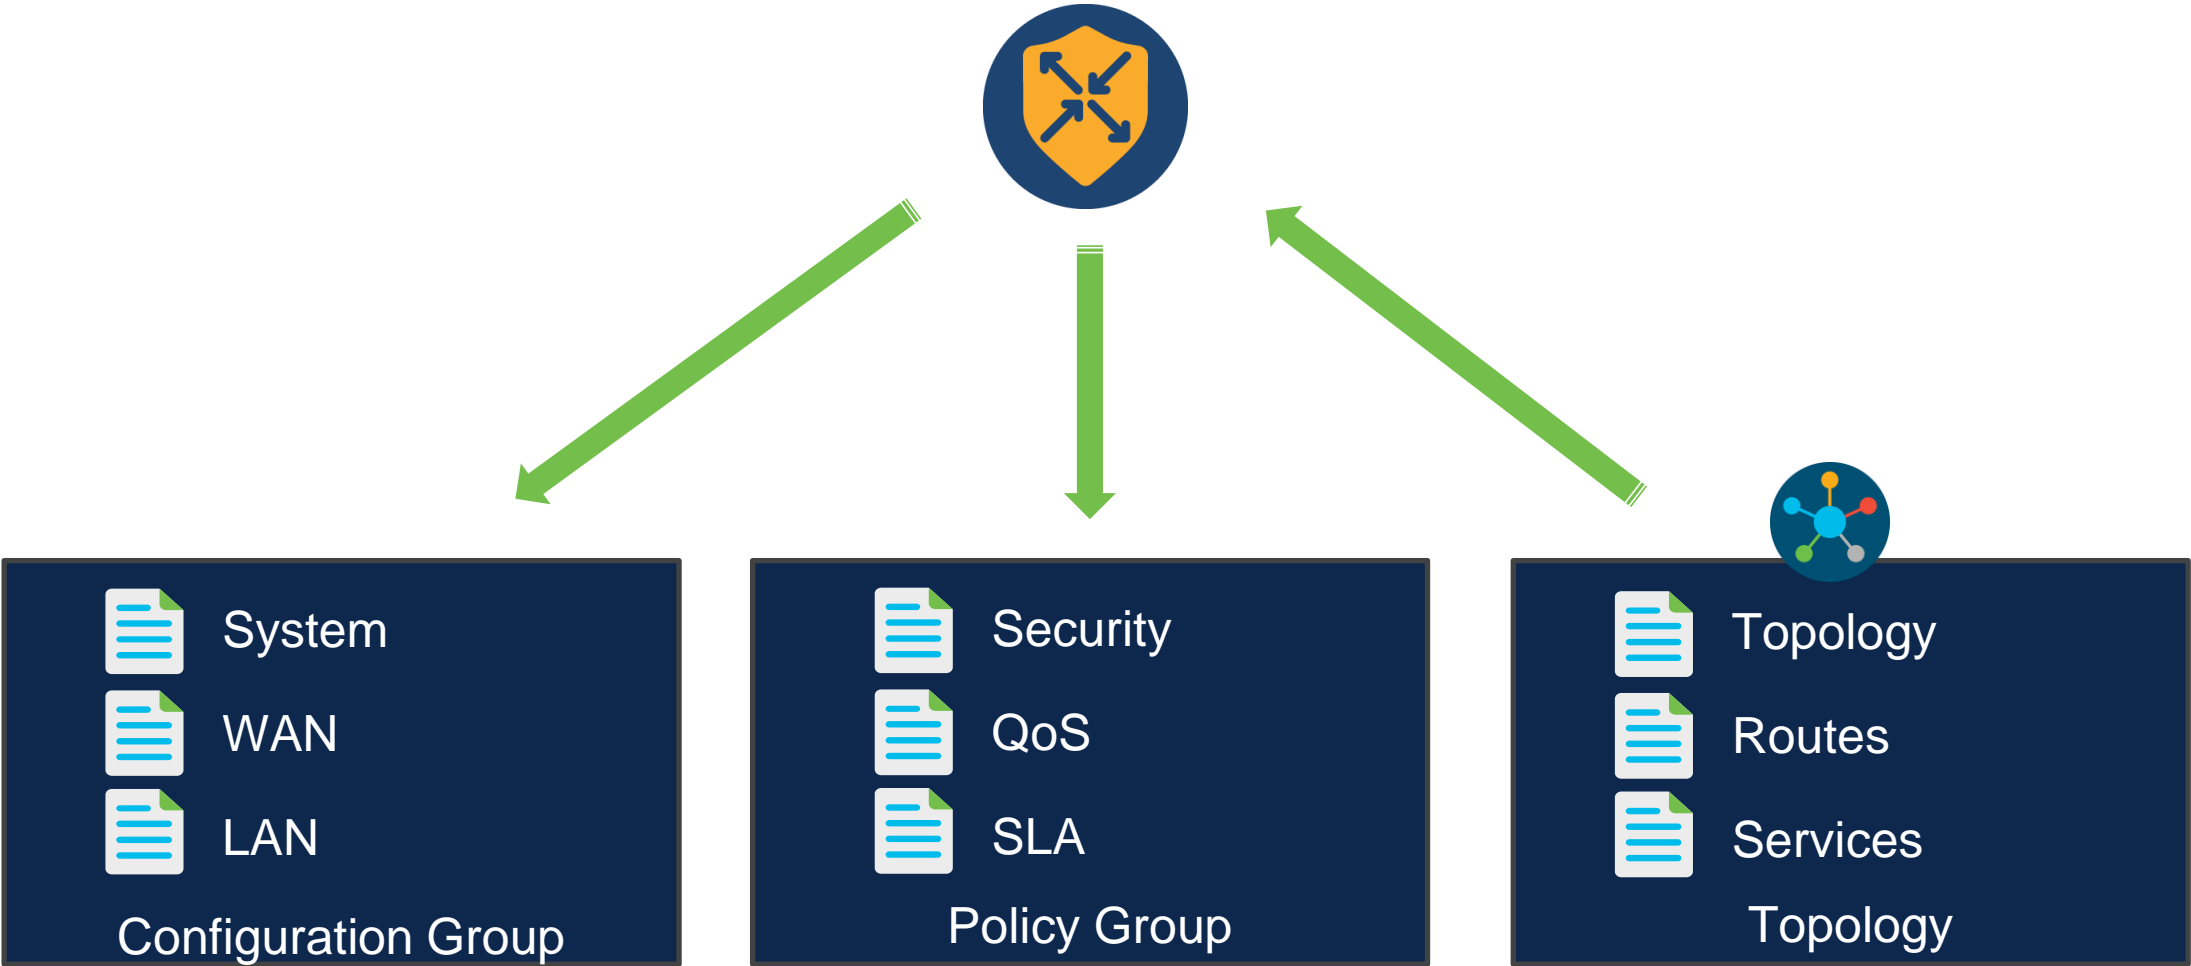 System
WAN
LAN
Configuration Group
Security
QoS
SLA
Policy Group
Topology
Routes
Services
Topology